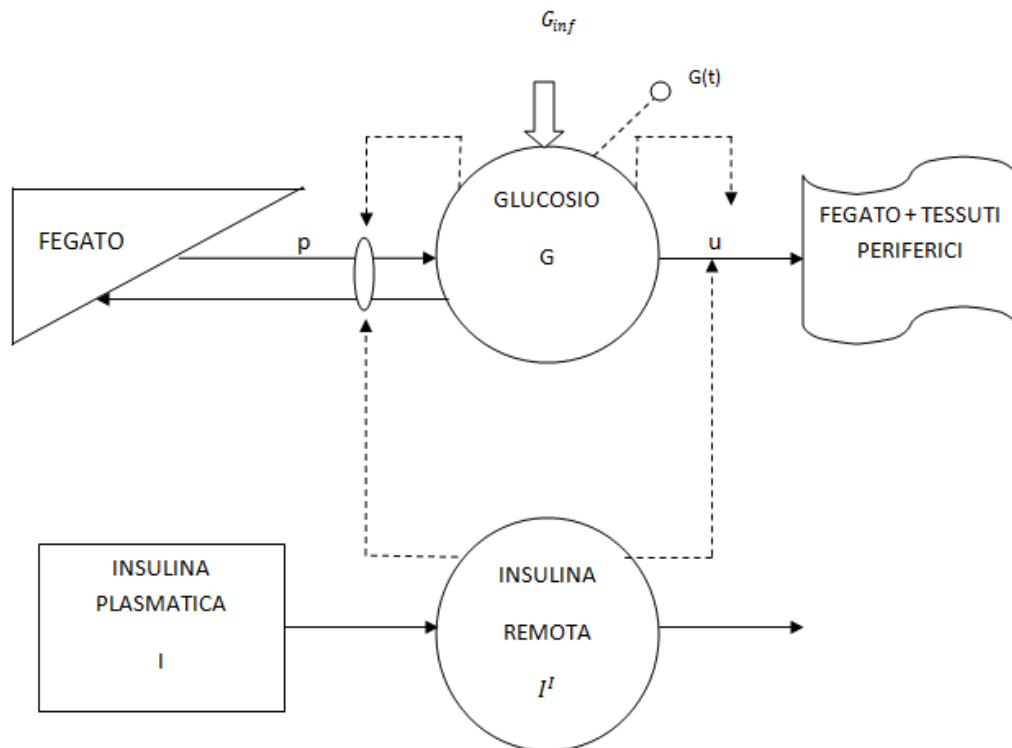 G_inf
G(t)
GLUCOSIO
G
FEGATO
p
u
FEGATO + TESSUTI
PERIFERICI
INSULINA
PLASMATICA
I
INSULINA
REMOTA
I^I